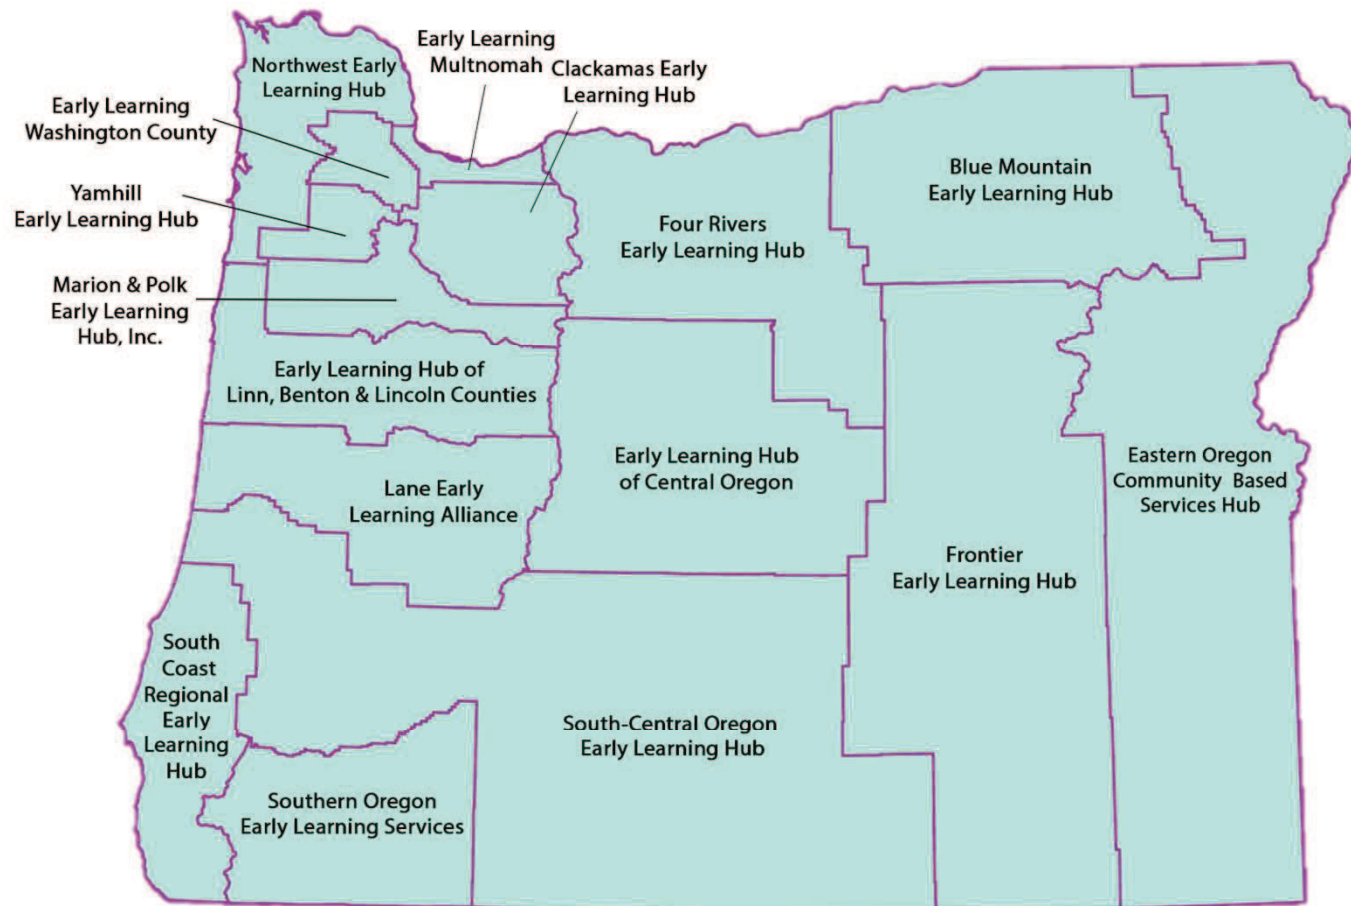 Northwest Early
Learning Hub
Early Learning
Multnomah
Clackamas Early
Learning Hub
Early Learning
Washington County
Yamhill
Early Learning Hub
Marion & Polk
Early Learning
Hub, Inc.
Four Rivers
Early Learning Hub
Blue Mountain
Early Learning Hub
Early Learning Hub of
Linn, Benton & Lincoln Counties
Lane Early
Learning Alliance
Early Learning Hub
of Central Oregon
Eastern Oregon
Community Based
Services Hub
Frontier
Early Learning Hub
South
Coast
Regional
Early
Learning
Hub
South-Central Oregon
Early Learning Hub
Southern Oregon
Early Learning Services